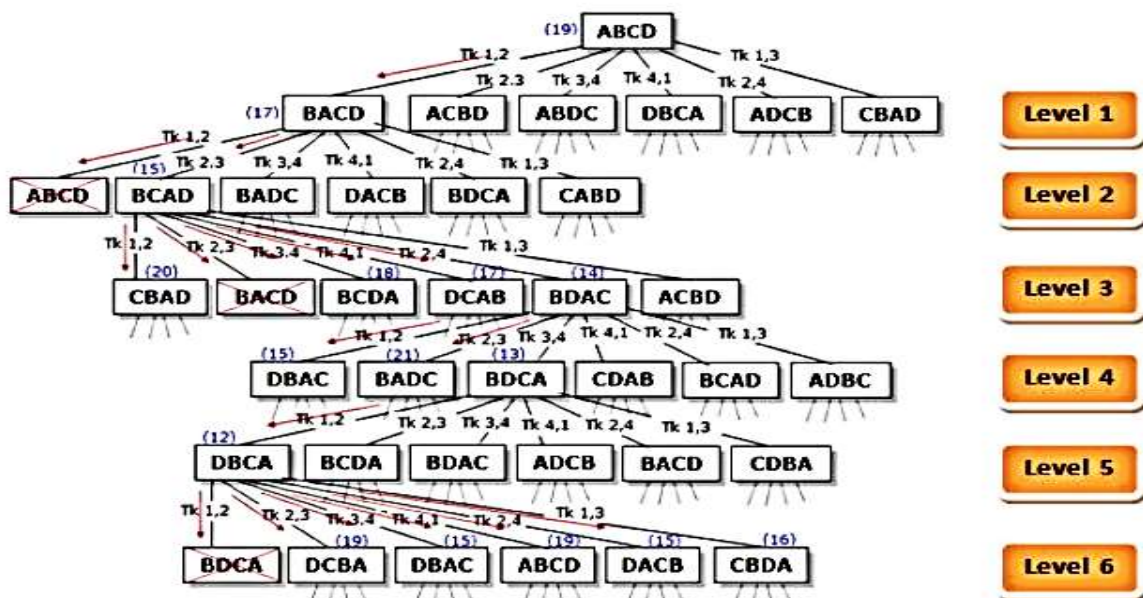 (19) ABCD
Tk 1,2 Tk 2.3 Tk 3,4 Tk 4,1 Tk 2,4 Tk 1,3
(17) BACD ACBD ABDC DBCA ADCB CBAD Level 1
Tk 1,2 Tk 2.3 Tk 3,4 Tk 4,1 Tk 2,4 Tk 1,3
(15)
ABCD BCAD BADC DACB BDCA CABD Level 2
Tk 1,2 Tk 2,3 Tk 3.4 Tk 4,1 Tk 2,4 Tk 1,3
(20) (18) (17) (14)
CBAD BACD BCDA DCAB BDAC ACBD Level 3
Tk 1,2 Tk 2,3 Tk 3,4 Tk 4,1 Tk 2,4 Tk 1,3
(15) (21) (13)
DBAC BADC BDCA CDAB BCAD ADBC Level 4
Tk 1,2 Tk 2,3 Tk 3,4 Tk 4,1 Tk 2,4 Tk 1,3
(12)
DBCA BCDA BDAC ADCB BACD CDBA Level 5
Tk 1,2 Tk 2,3 Tk 3,4 Tk 4,1 Tk 2,4 Tk 1,3
(19) (15) (19) (15) (16)
BDCA DCBA DBAC ABCD DACB CBDA Level 6